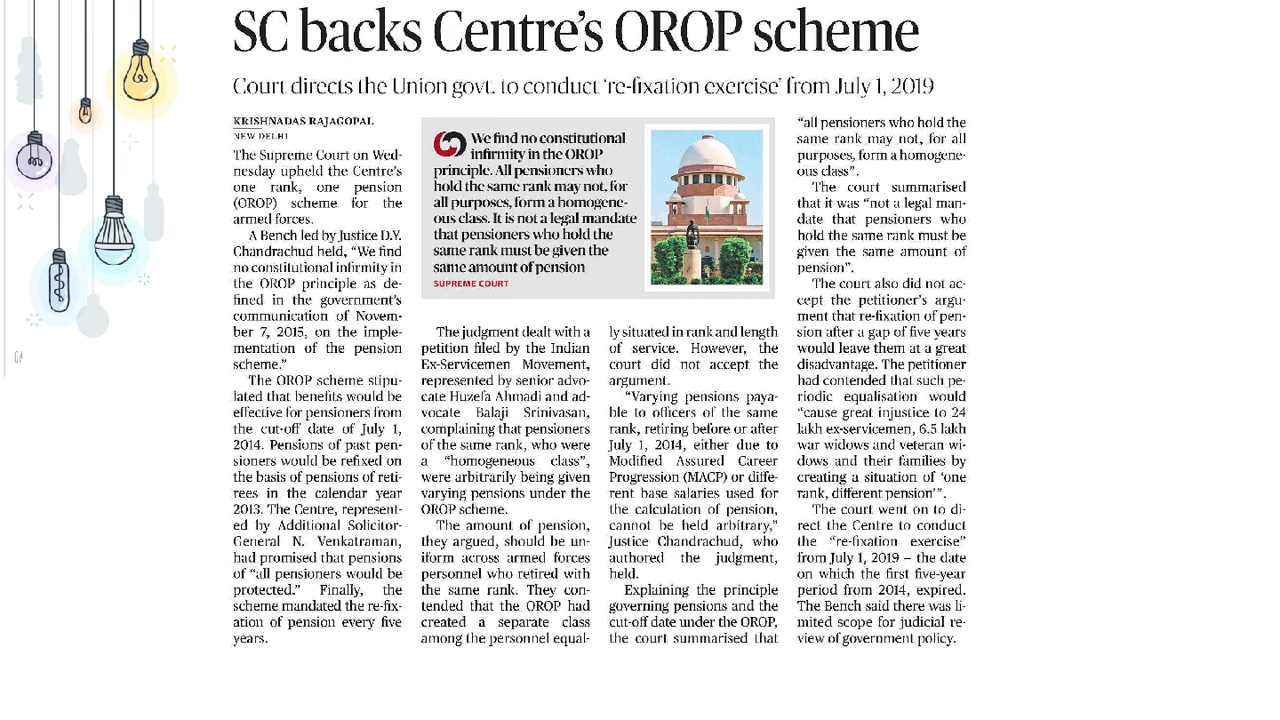 SC backs Centre's OROP scheme
Court directs the Union govt. to conduct 're-fixation exercise' from July 1, 2019
KRISHNADAS RAJAGOPAL
NEW DELHI
The Supreme Court on Wed-
nesday upheld the Centre's
one rank, one pension
(OROP) scheme for the
armed forces.
A Bench led by Justice D.Y.
Chandrachud held, "We find
no constitutional infirmity in
the OROP principle as de-
fined in the government's
communication of Novem-
ber 7, 2015, on the imple-
mentation of the pension
scheme."
The OROP scheme stipu-
lated that benefits would be
effective for pensioners from
the cut-off date of July 1,
2014. Pensions of past pen-
sioners would be refixed on
the basis of pensions of reti-
rees in the calendar year
2013. The Centre, represent-
ed by Additional Solicitor-
General N. Venkatraman,
had promised that pensions
of "all pensioners would be
protected." Finally, the
scheme mandated the re-fix-
ation of pension every five
years.
We find no constitutional
infirmity in the OROP
principle. All pensioners who
hold the same rank may not, for
all purposes, form a homogene-
ous class. It is not a legal mandate
that pensioners who hold the
same rank must be given the
same amount of pension
SUPREME COURT
The judgment dealt with a
petition filed by the Indian
Ex-Servicemen Movement,
represented by senior advo-
cate Huzefa Ahmadi and ad-
vocate Balaji Srinivasan,
complaining that pensioners
of the same rank, who were
a "homogeneous class",
were arbitrarily being given
varying pensions under the
OROP scheme.
The amount of pension,
they argued, should be un-
iform across armed forces
personnel who retired with
the same rank. They con-
tended that the OROP had
created a separate class
among the personnel equal-
ly situated in rank and length
of service. However, the
court did not accept the
argument.
"Varying pensions paya-
ble to officers of the same
rank, retiring before or after
July 1, 2014, either due to
Modified Assured Career
Progression (MACP) or diffe-
rent base salaries used for
the calculation of pension,
cannot be held arbitrary,"
Justice Chandrachud, who
authored the judgment,
held.
Explaining the principle
governing pensions and the
cut-off date under the OROP,
the court summarised that
"all pensioners who hold the
same rank may not, for all
purposes, form a homogene-
ous class".
The court summarised
that it was "not a legal man-
date that pensioners who
hold the same rank must be
given the same amount of
pension".
The court also did not ac-
cept the petitioner's argu-
ment that re-fixation of pen-
sion after a gap of five years
would leave them at a great
disadvantage. The petitioner
had contended that such pe-
riodic equalisation would
"cause great injustice to 24
lakh ex-servicemen, 6.5 lakh
war widows and veteran wi-
dows and their families by
creating a situation of 'one
rank, different pension'".
The court went on to di-
rect the Centre to conduct
the "re-fixation exercise"
from July 1, 2019 – the date
on which the first five-year
period from 2014, expired.
The Bench said there was li-
mited scope for judicial re-
view of government policy.